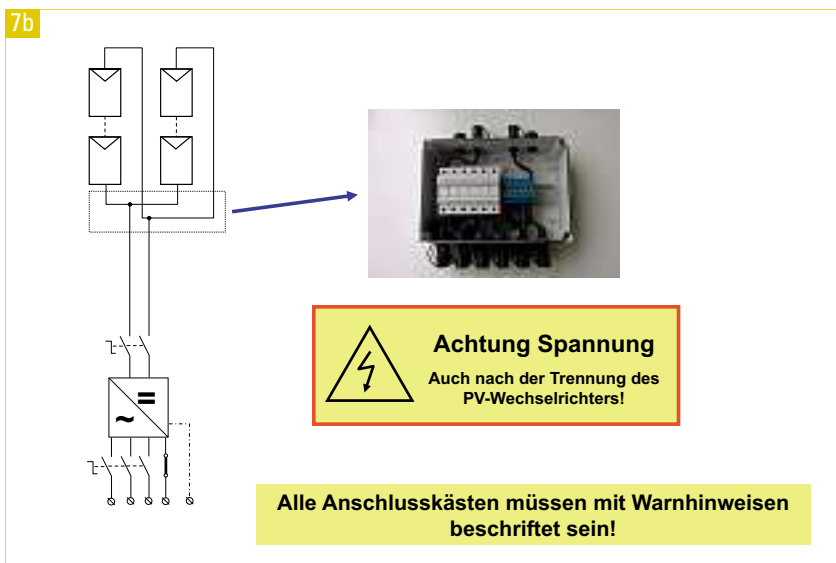 7b
Achtung Spannung
Auch nach der Trennung des
PV-Wechselrichters!
=
~
Alle Anschlusskästen müssen mit Warnhinweisen
beschriftet sein!